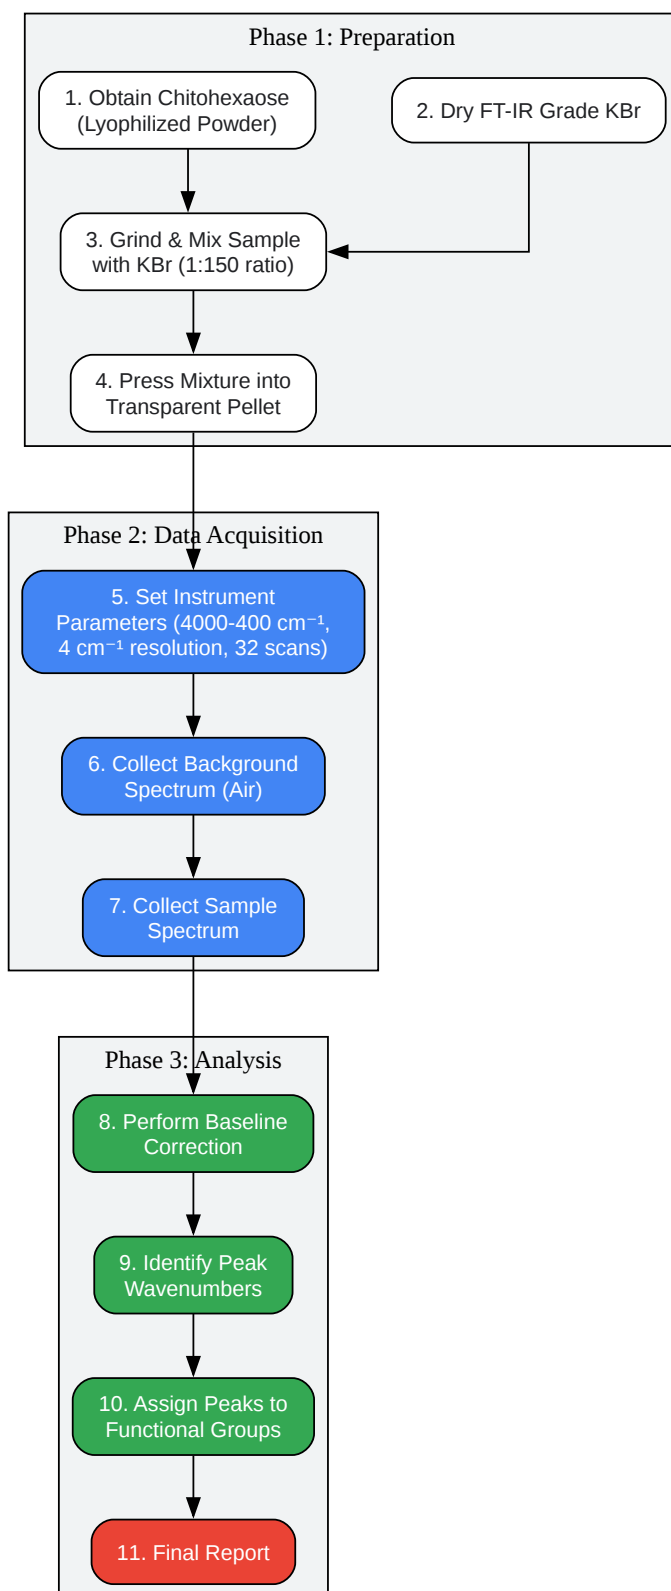 Phase 1: Preparation
1. Obtain Chitohexaose
(Lyophilized Powder)
2. Dry FT-IR Grade KBr
3. Grind & Mix Sample
with KBr (1:150 ratio)
4. Press Mixture into
Transparent Pellet
Phase 2: Data Acquisition
5. Set Instrument
Parameters (4000-400 cm⁻¹,
4 cm⁻¹ resolution, 32 scans)
6. Collect Background
Spectrum (Air)
7. Collect Sample
Spectrum
Phase 3: Analysis
8. Perform Baseline
Correction
9. Identify Peak
Wavenumbers
10. Assign Peaks to
Functional Groups
11. Final Report